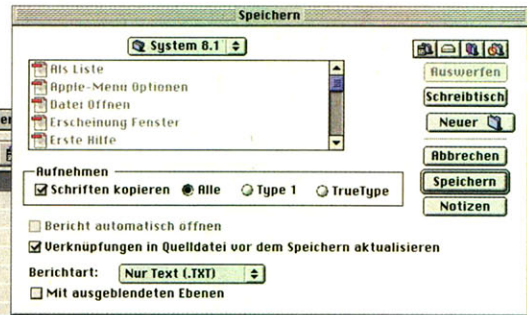 Speichern
System 8.1
Als Liste
Apple-Menü Optionen
Datei Öffnen
Erscheinung Fenster
Erste Hilfe
Auswerfen
Schreibtisch
Neuer
Abbrechen
Speichern
Notizen
Aufnehmen
Schriften kopieren Alle Type 1 TrueType
Bericht automatisch öffnen
Verknüpfungen in Quelldatei vor dem Speichern aktualisieren
Berichtart: Nur Text (.TXT)
Mit ausgeblendeten Ebenen